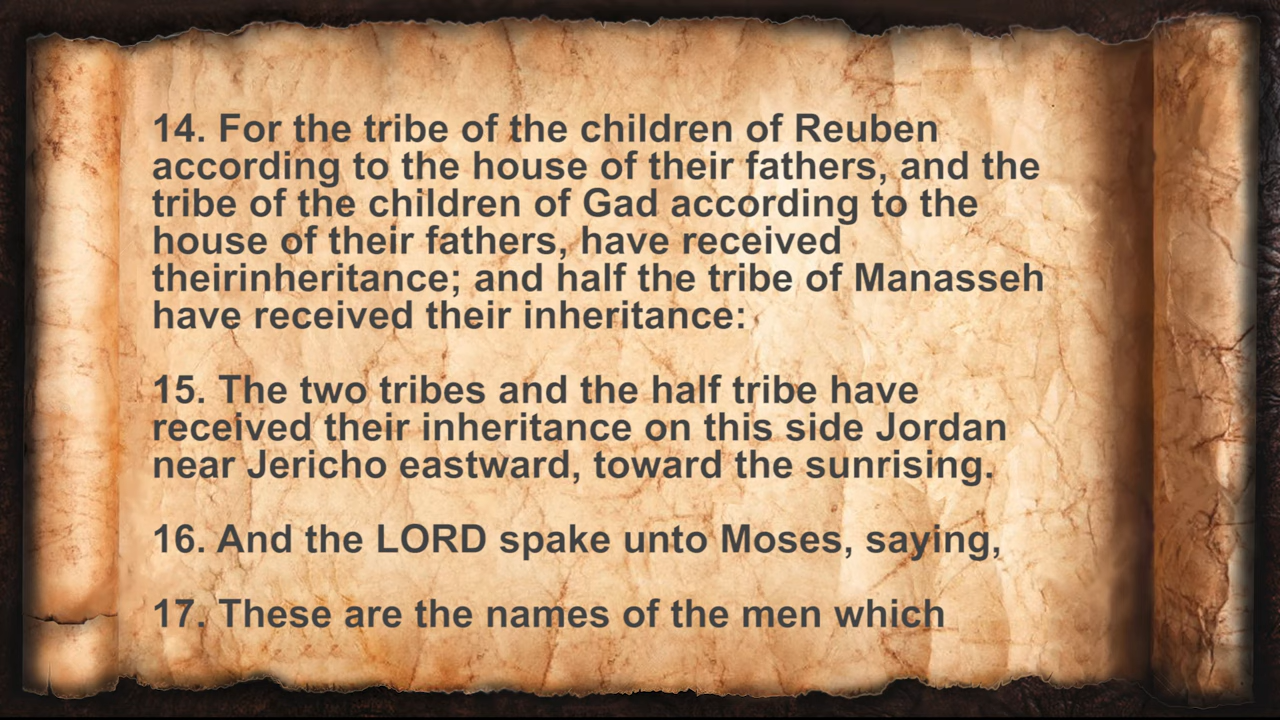 14. For the tribe of the children of Reuben
according to the house of their fathers, and the
tribe of the children of Gad according to the
house of their fathers, have received
theirinheritance; and half the tribe of Manasseh
have received their inheritance:
15. The two tribes and the half tribe have
received their inheritance on this side Jordan
near Jericho eastward, toward the sunrising.
16. And the LORD spake unto Moses, saying,
17. These are the names of the men which